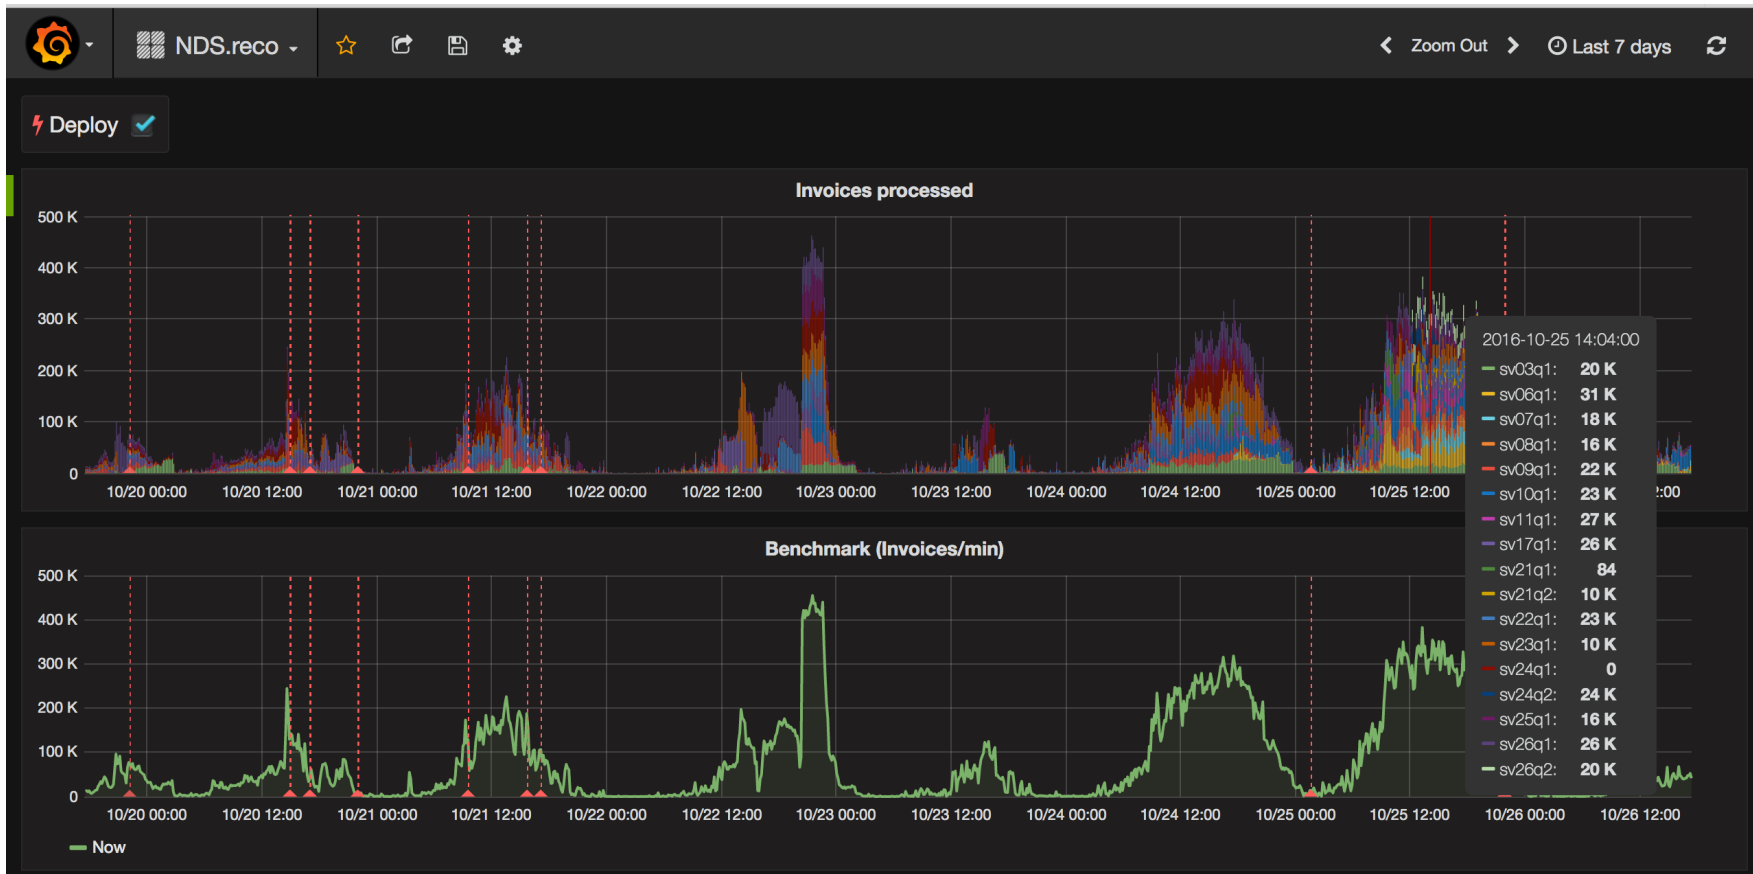 NDS.reco
Zoom Out
Last 7 days
Deploy
Invoices processed
500 K
400 K
300 K
200 K
100 K
0
10/20 00:00 10/20 12:00 10/21 00:00 10/21 12:00 10/22 00:00 10/22 12:00 10/23 00:00 10/23 12:00 10/24 00:00 10/24 12:00 10/25 00:00 10/25 12:00 2:00
2016-10-25 14:04:00
sv03q1: 20 K
sv06q1: 31 K
sv07q1: 18 K
sv08q1: 16 K
sv09q1: 22 K
sv10q1: 23 K
sv11q1: 27 K
sv17q1: 26 K
sv21q1: 84
sv21q2: 10 K
sv22q1: 23 K
sv23q1: 10 K
sv24q1: 0
sv24q2: 24 K
sv25q1: 16 K
sv26q1: 26 K
sv26q2: 20 K
Benchmark (Invoices/min)
500 K
400 K
300 K
200 K
100 K
0
10/20 00:00 10/20 12:00 10/21 00:00 10/21 12:00 10/22 00:00 10/22 12:00 10/23 00:00 10/23 12:00 10/24 00:00 10/24 12:00 10/25 00:00 10/25 12:00 10/26 00:00 10/26 12:00
Now